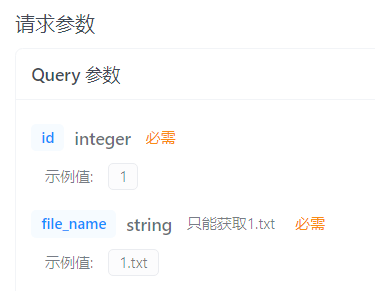 请求参数
Query 参数
id integer 必需
示例值: 1
file_name string 只能获取1.txt 必需
示例值: 1.txt